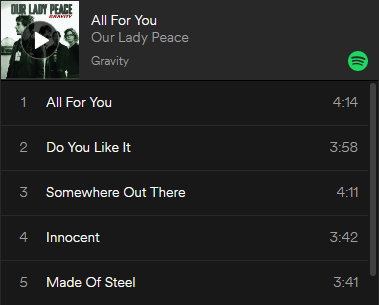 OUR LADY PEACE
GRAVITY
All For You
Our Lady Peace
Gravity
1 All For You 4:14
2 Do You Like It 3:58
3 Somewhere Out There 4:11
4 Innocent 3:42
5 Made Of Steel 3:41